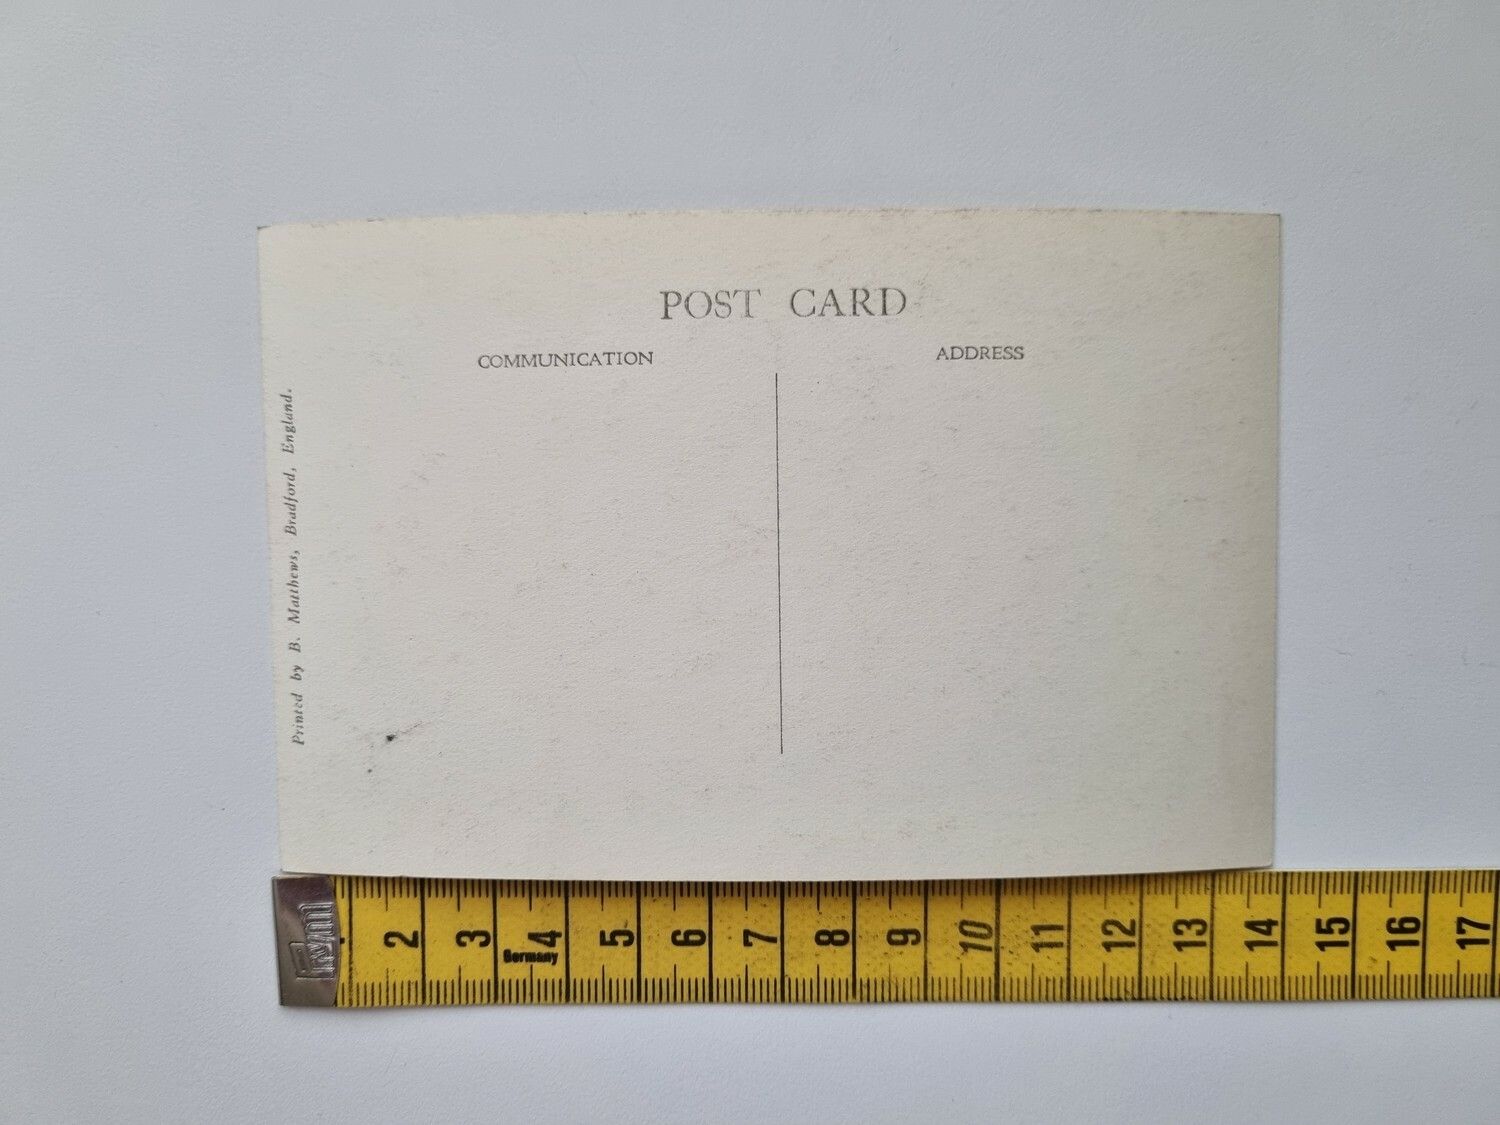 POST CARD
COMMUNICATION
ADDRESS
Printed by B. Matthews, Bradford, England.
2 3 4 5 6 7 8 9 10 11 12 13 14 15 16 17
Germany